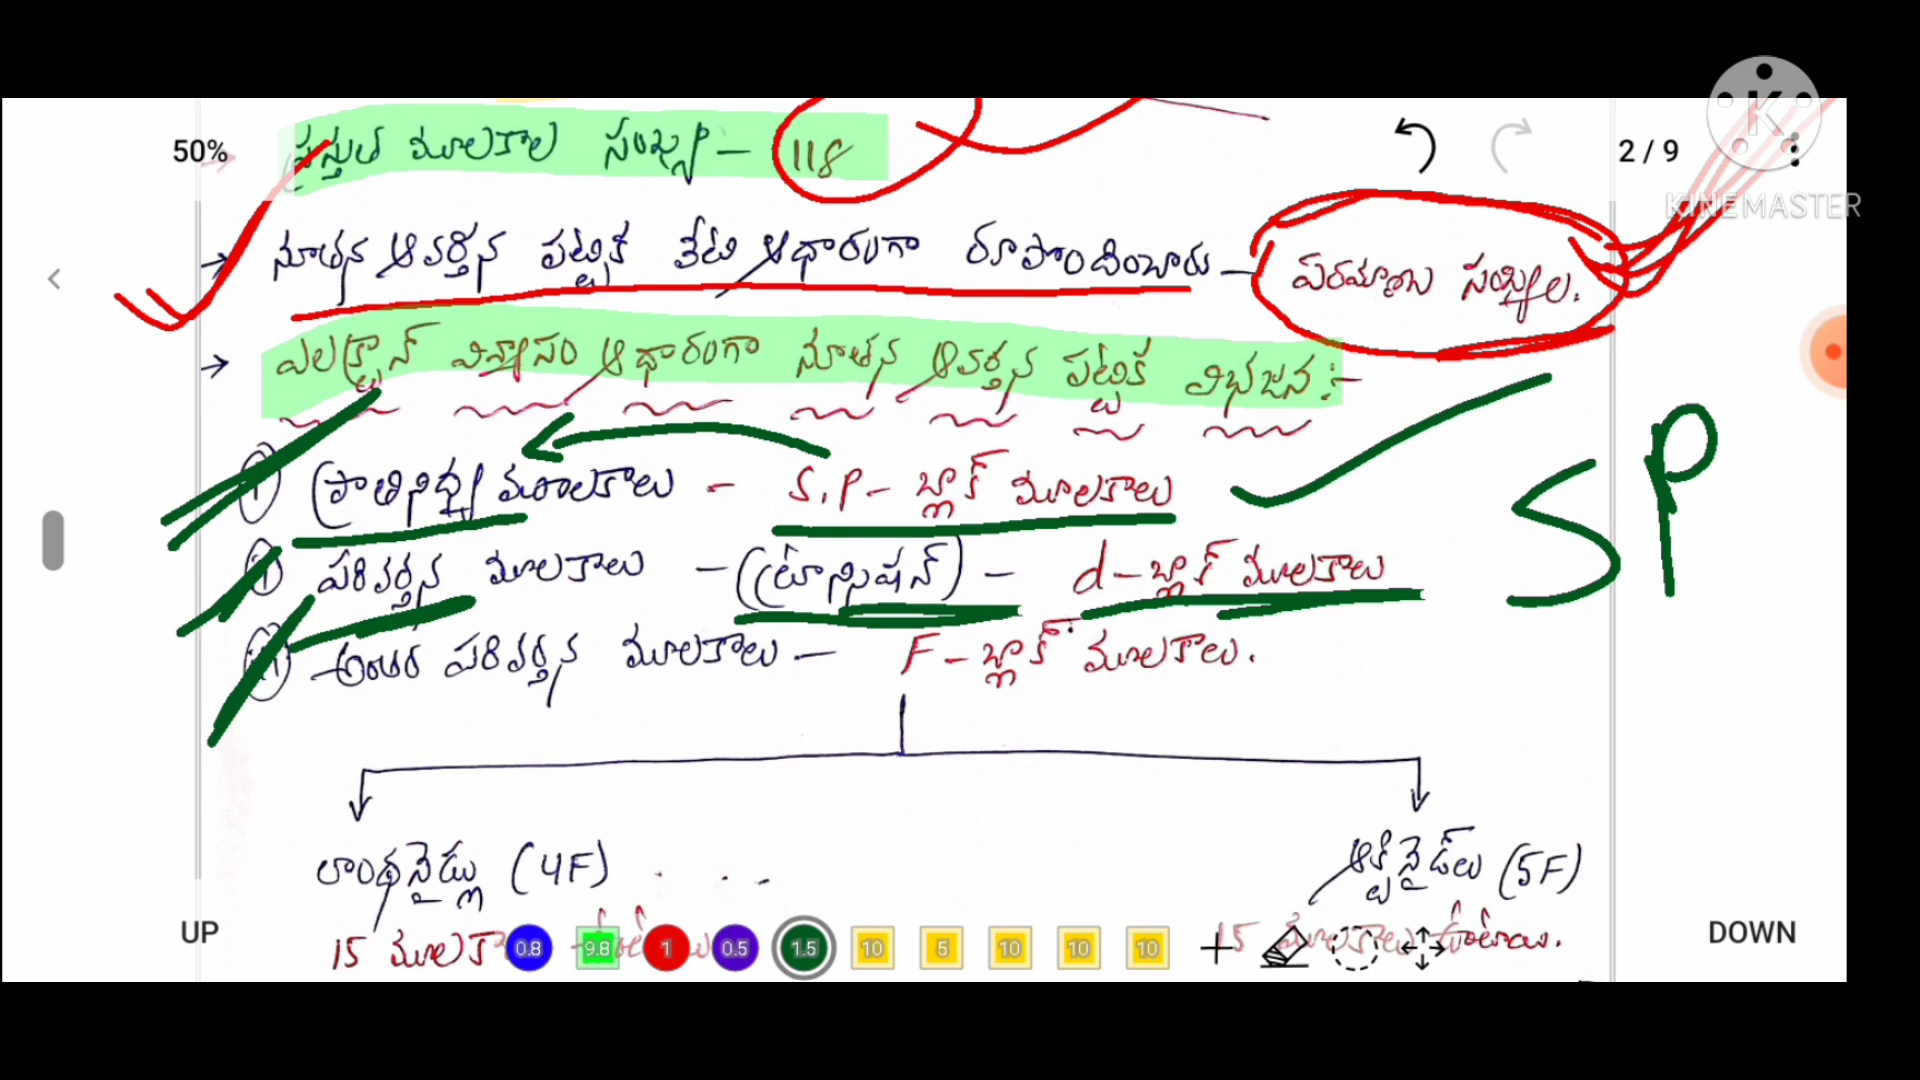 50%
ప్రస్తుత మూలకాల సంఖ్య - 118
2 / 9
K
KINEMASTER
→ నూతన ఆవర్తన పట్టిక దేని ఆధారంగా రూపొందించారు - పరమాణు సంఖ్యల.
→ ఎలక్ట్రాన్ విన్యాసం ఆధారంగా నూతన ఆవర్తన పట్టిక విభజన :-
ప్రాతినిధ్య మూలకాలు - S,P - బ్లాక్ మూలకాలు
SP
పరివర్తన మూలకాలు - (ట్రాన్సిషన్) - d - బ్లాక్ మూలకాలు
అంతర పరివర్తన మూలకాలు - F - బ్లాక్ మూలకాలు.
లాంథనైడ్లు (4F) ఆక్టినైడ్‌లు (5F)
UP
DOWN
15 మూలకా 15 మూలకాలు ఉంటాయి.
0.8 9.8 1 0.5 1.5 10 5 10 10 10